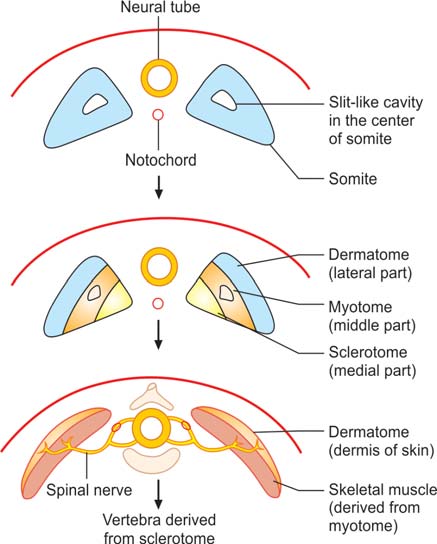 Neural tube
Slit-like cavity
in the center
of somite
Notochord
Somite
Dermatome
(lateral part)
Myotome
(middle part)
Sclerotome
(medial part)
Dermatome
(dermis of skin)
Spinal nerve
Skeletal muscle
(derived from
myotome)
Vertebra derived
from sclerotome